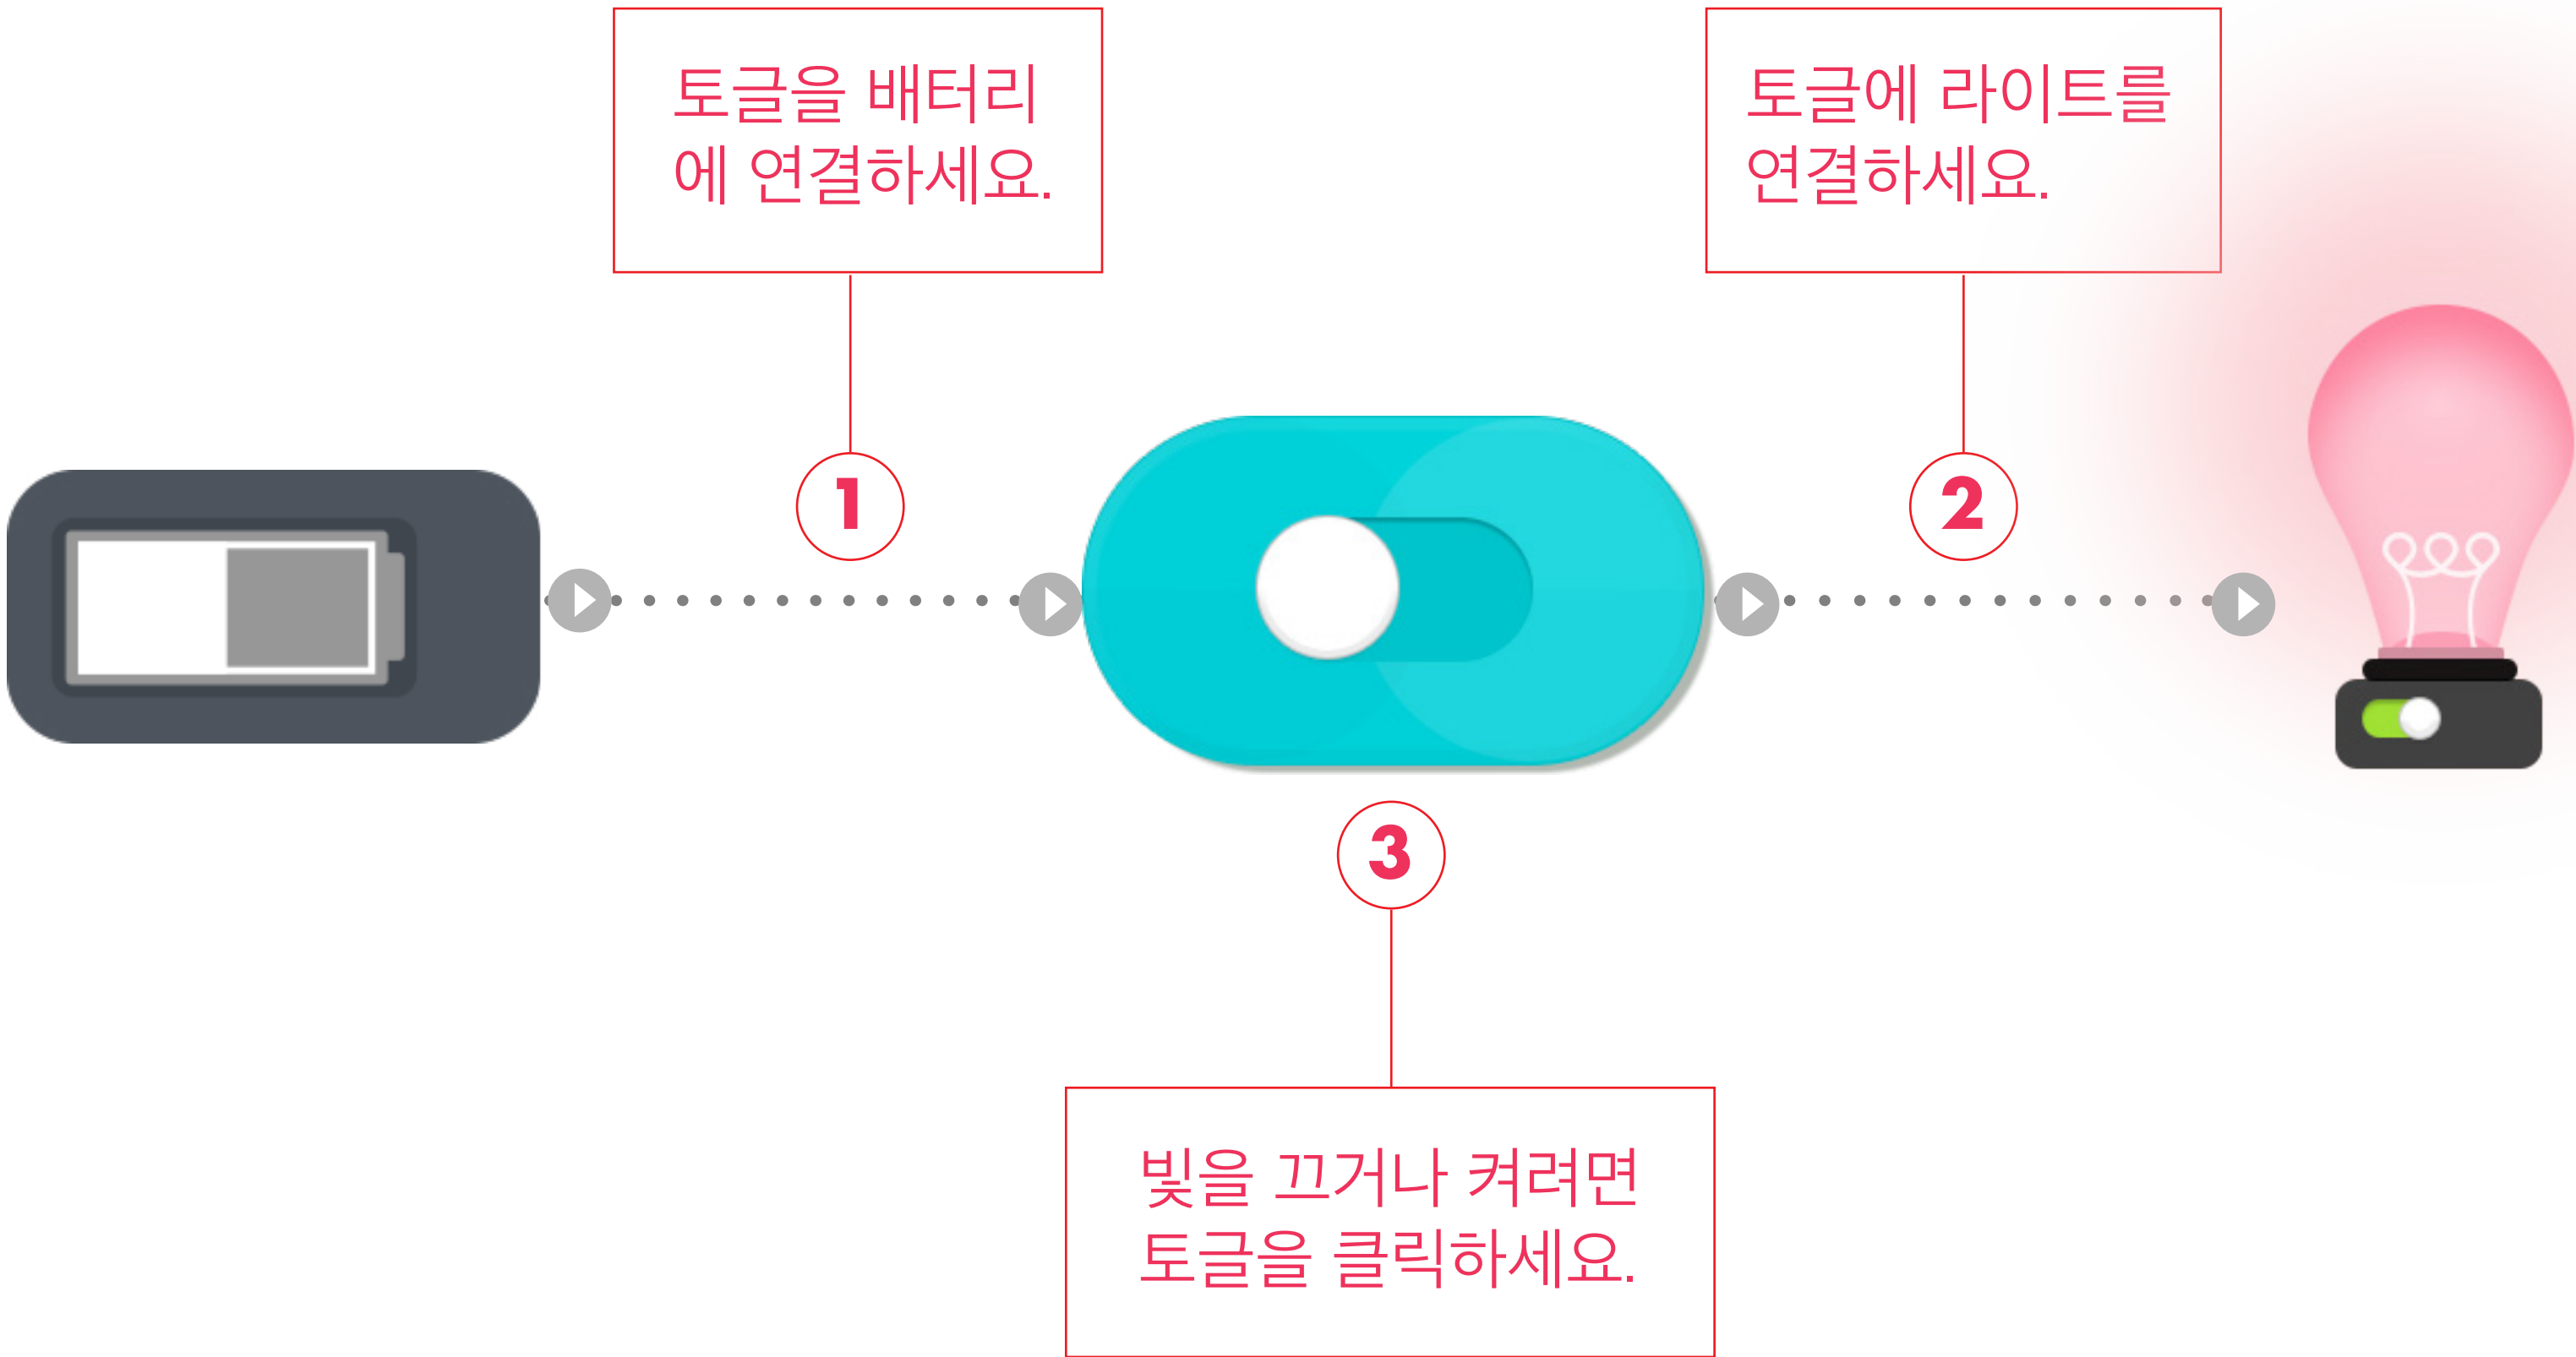 토글을 배터리
에 연결하세요.
토글에 라이트를
연결하세요.
1
2
3
빛을 끄거나 켜려면
토글을 클릭하세요.